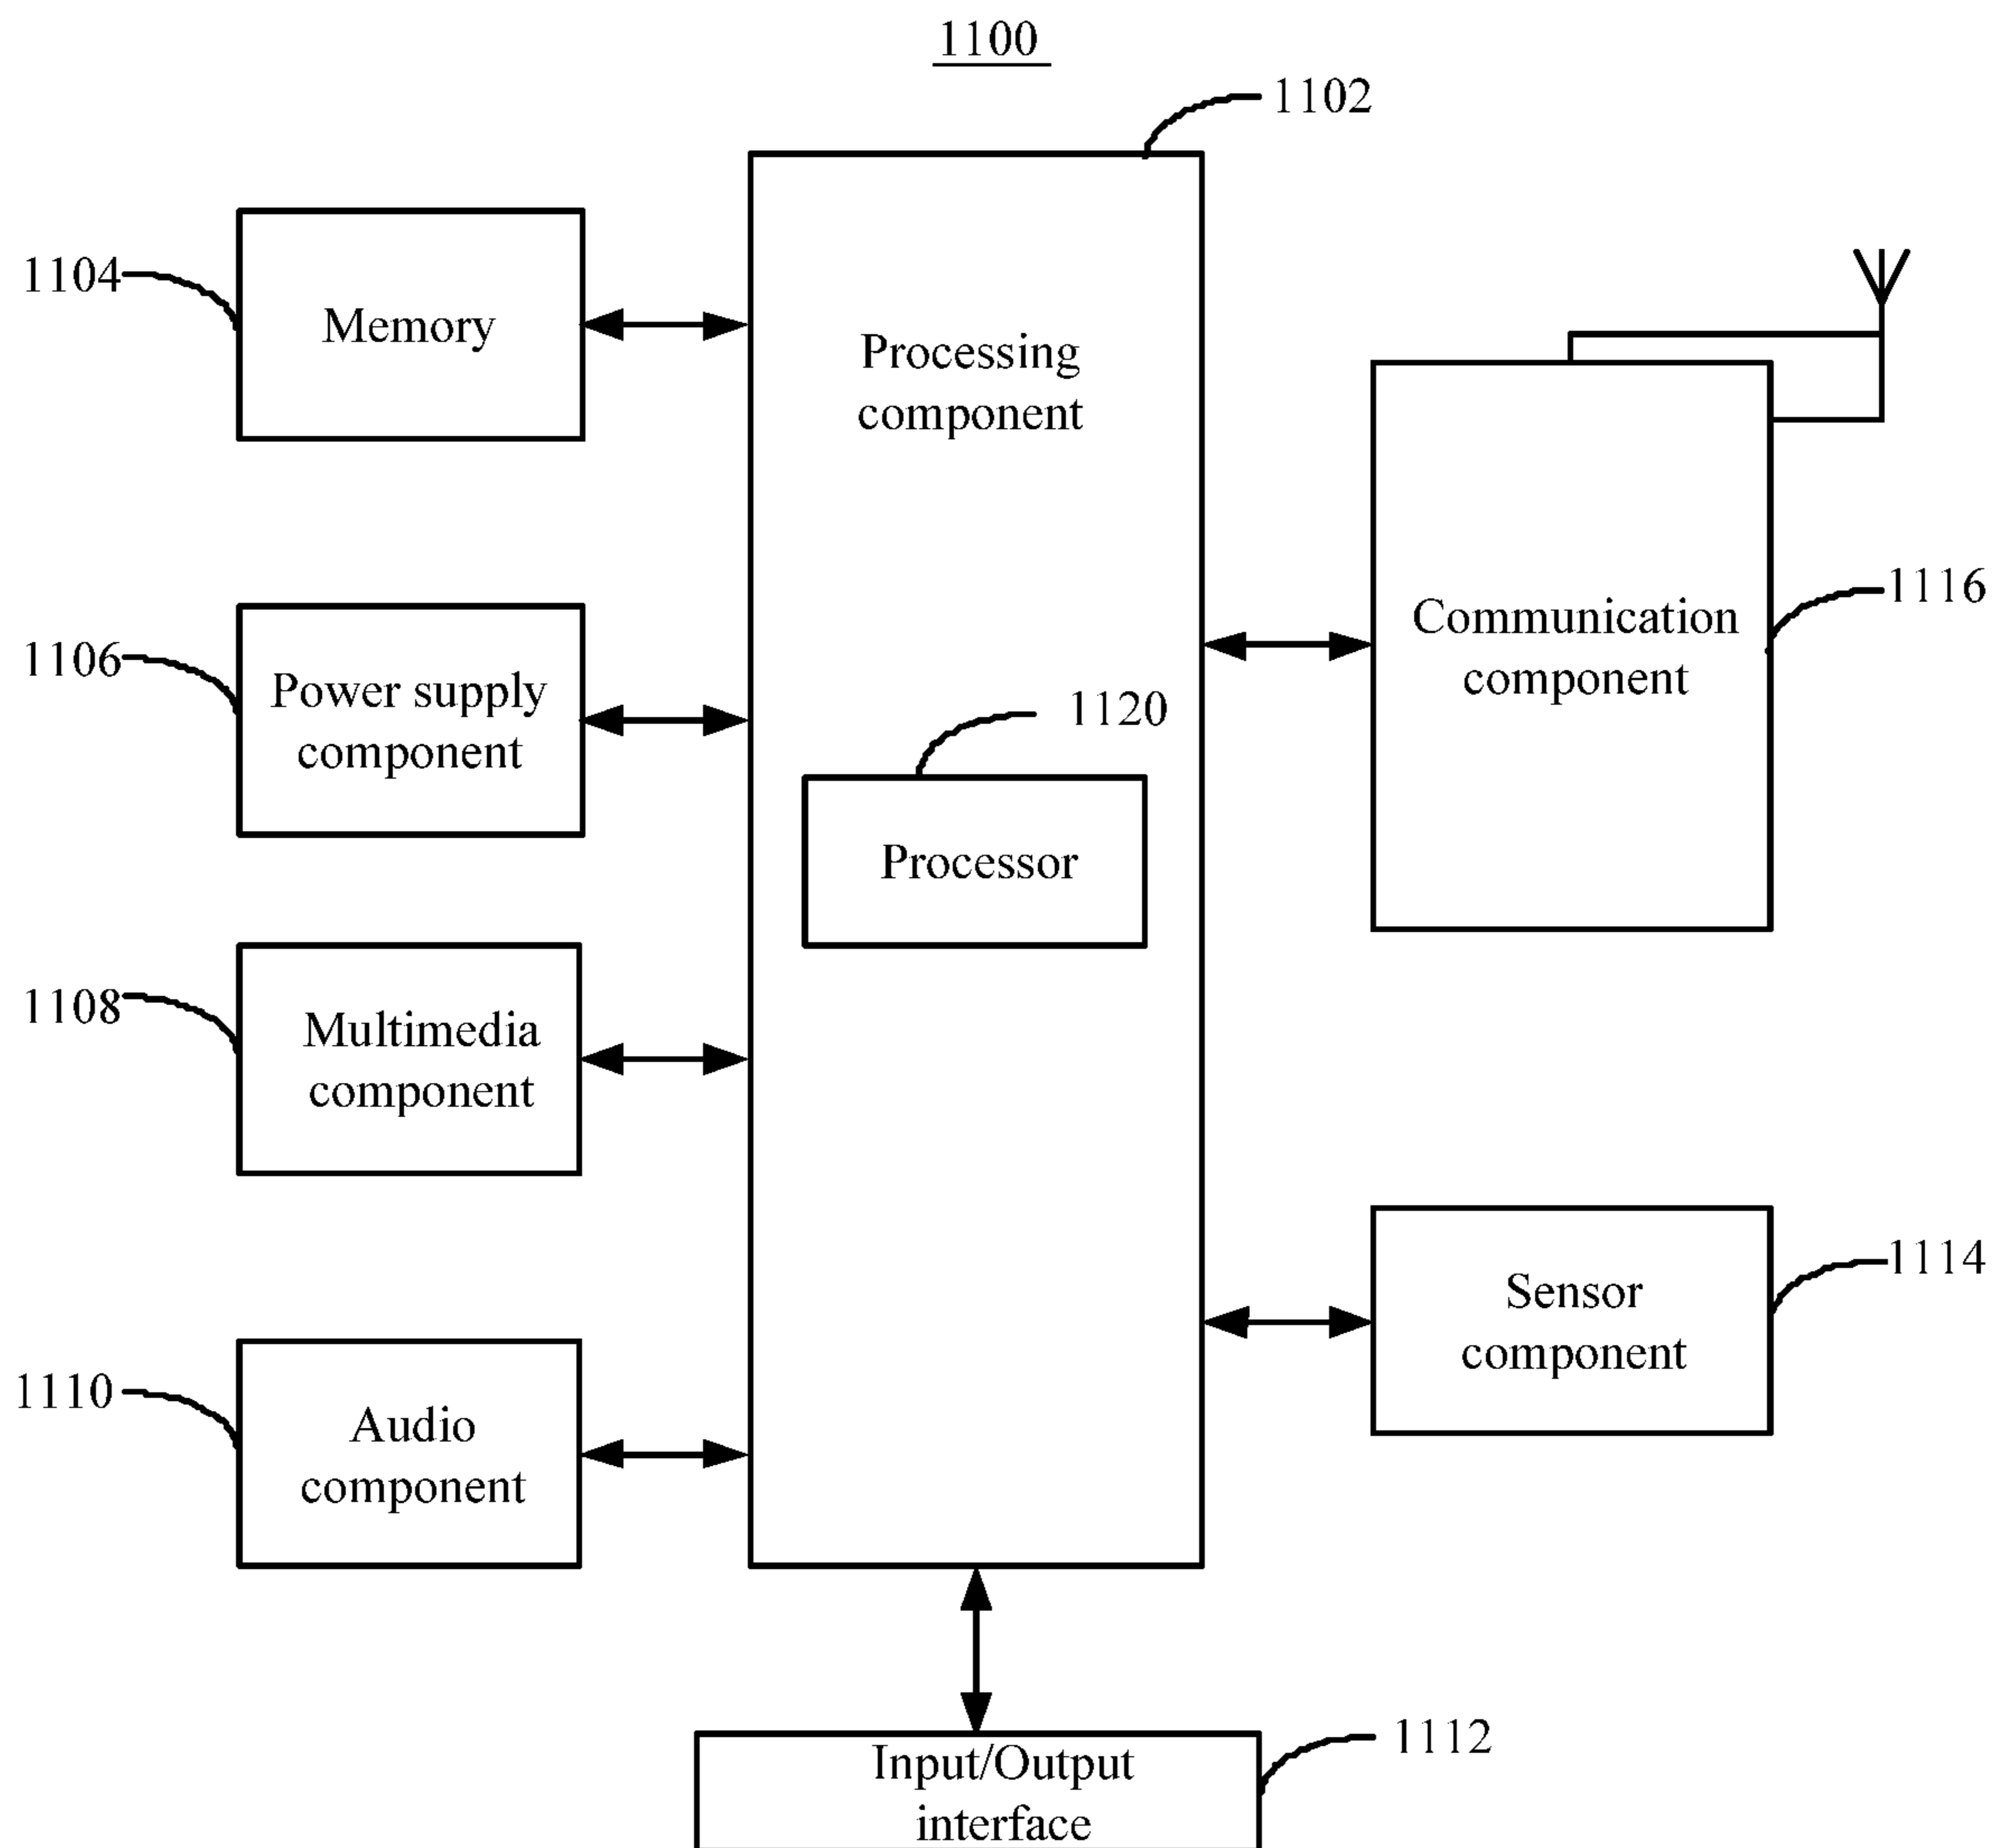 1100
1102
1104
Memory
Processing
component
1116
Communication
component
1106
Power supply
component
1120
Processor
1108
Multimedia
component
1114
Sensor
component
1110
Audio
component
1112
Input/Output
interface